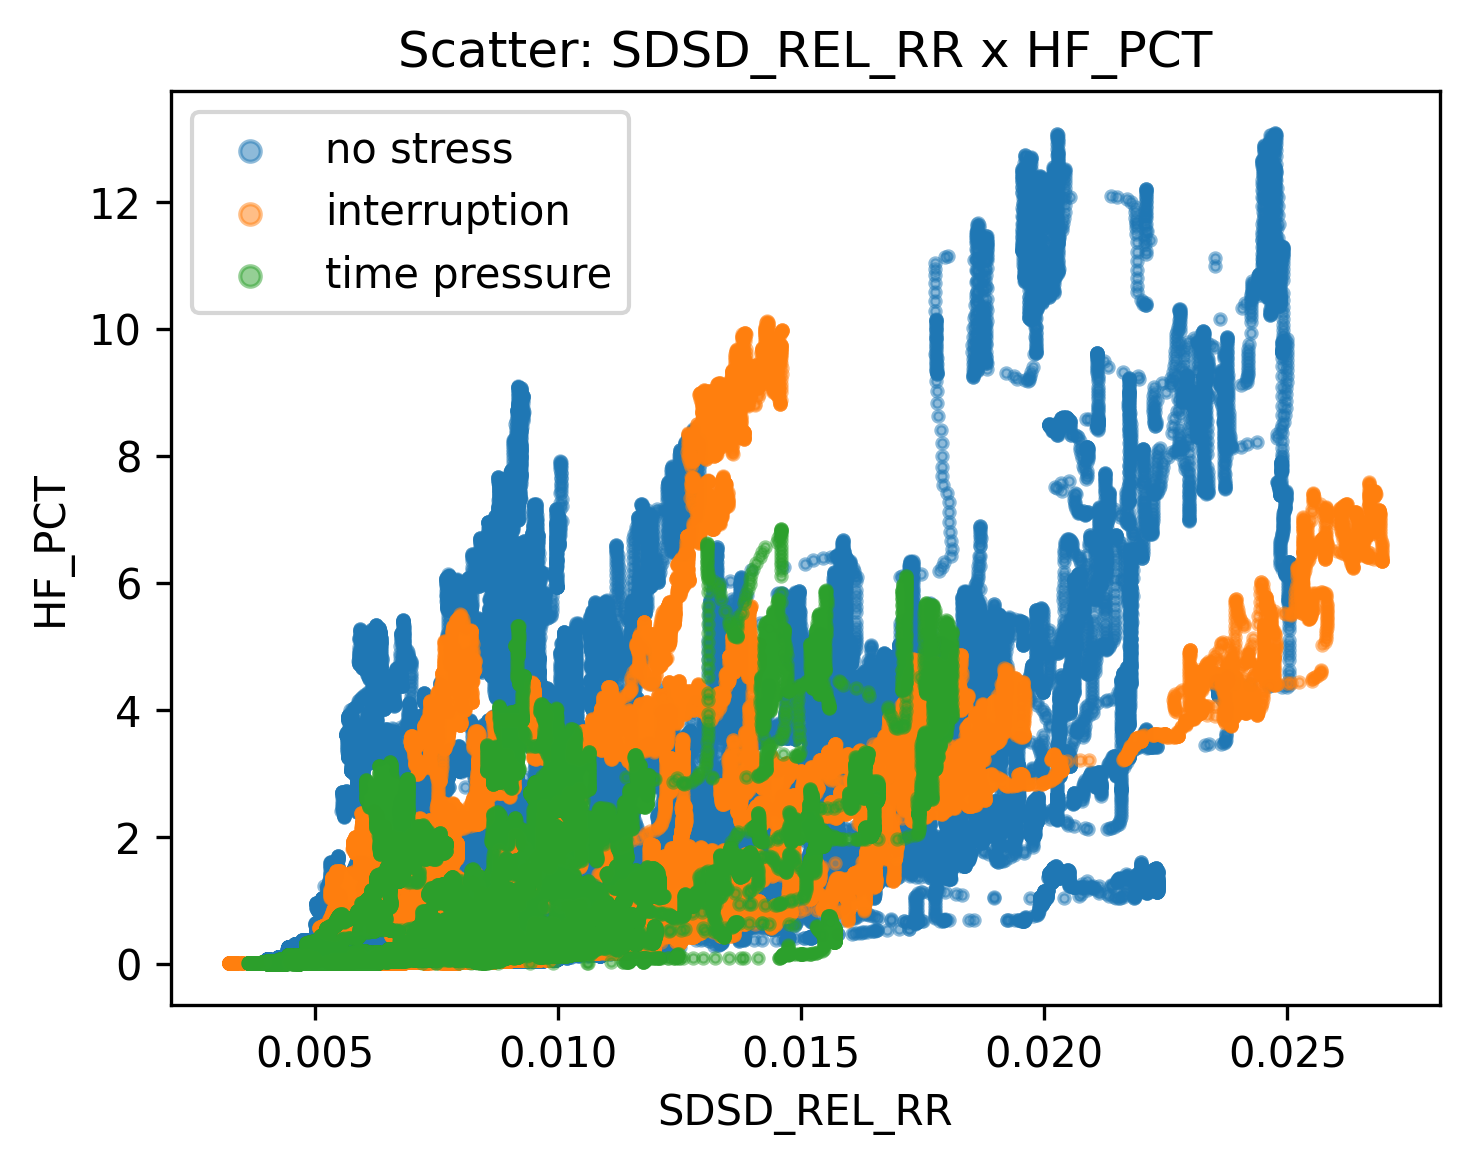 Scatter: SDSD_REL_RR x HF_PCT
no stress
interruption
time pressure
12
10
8
6
4
2
0
HF_PCT
0.005 0.010 0.015 0.020 0.025
SDSD_REL_RR